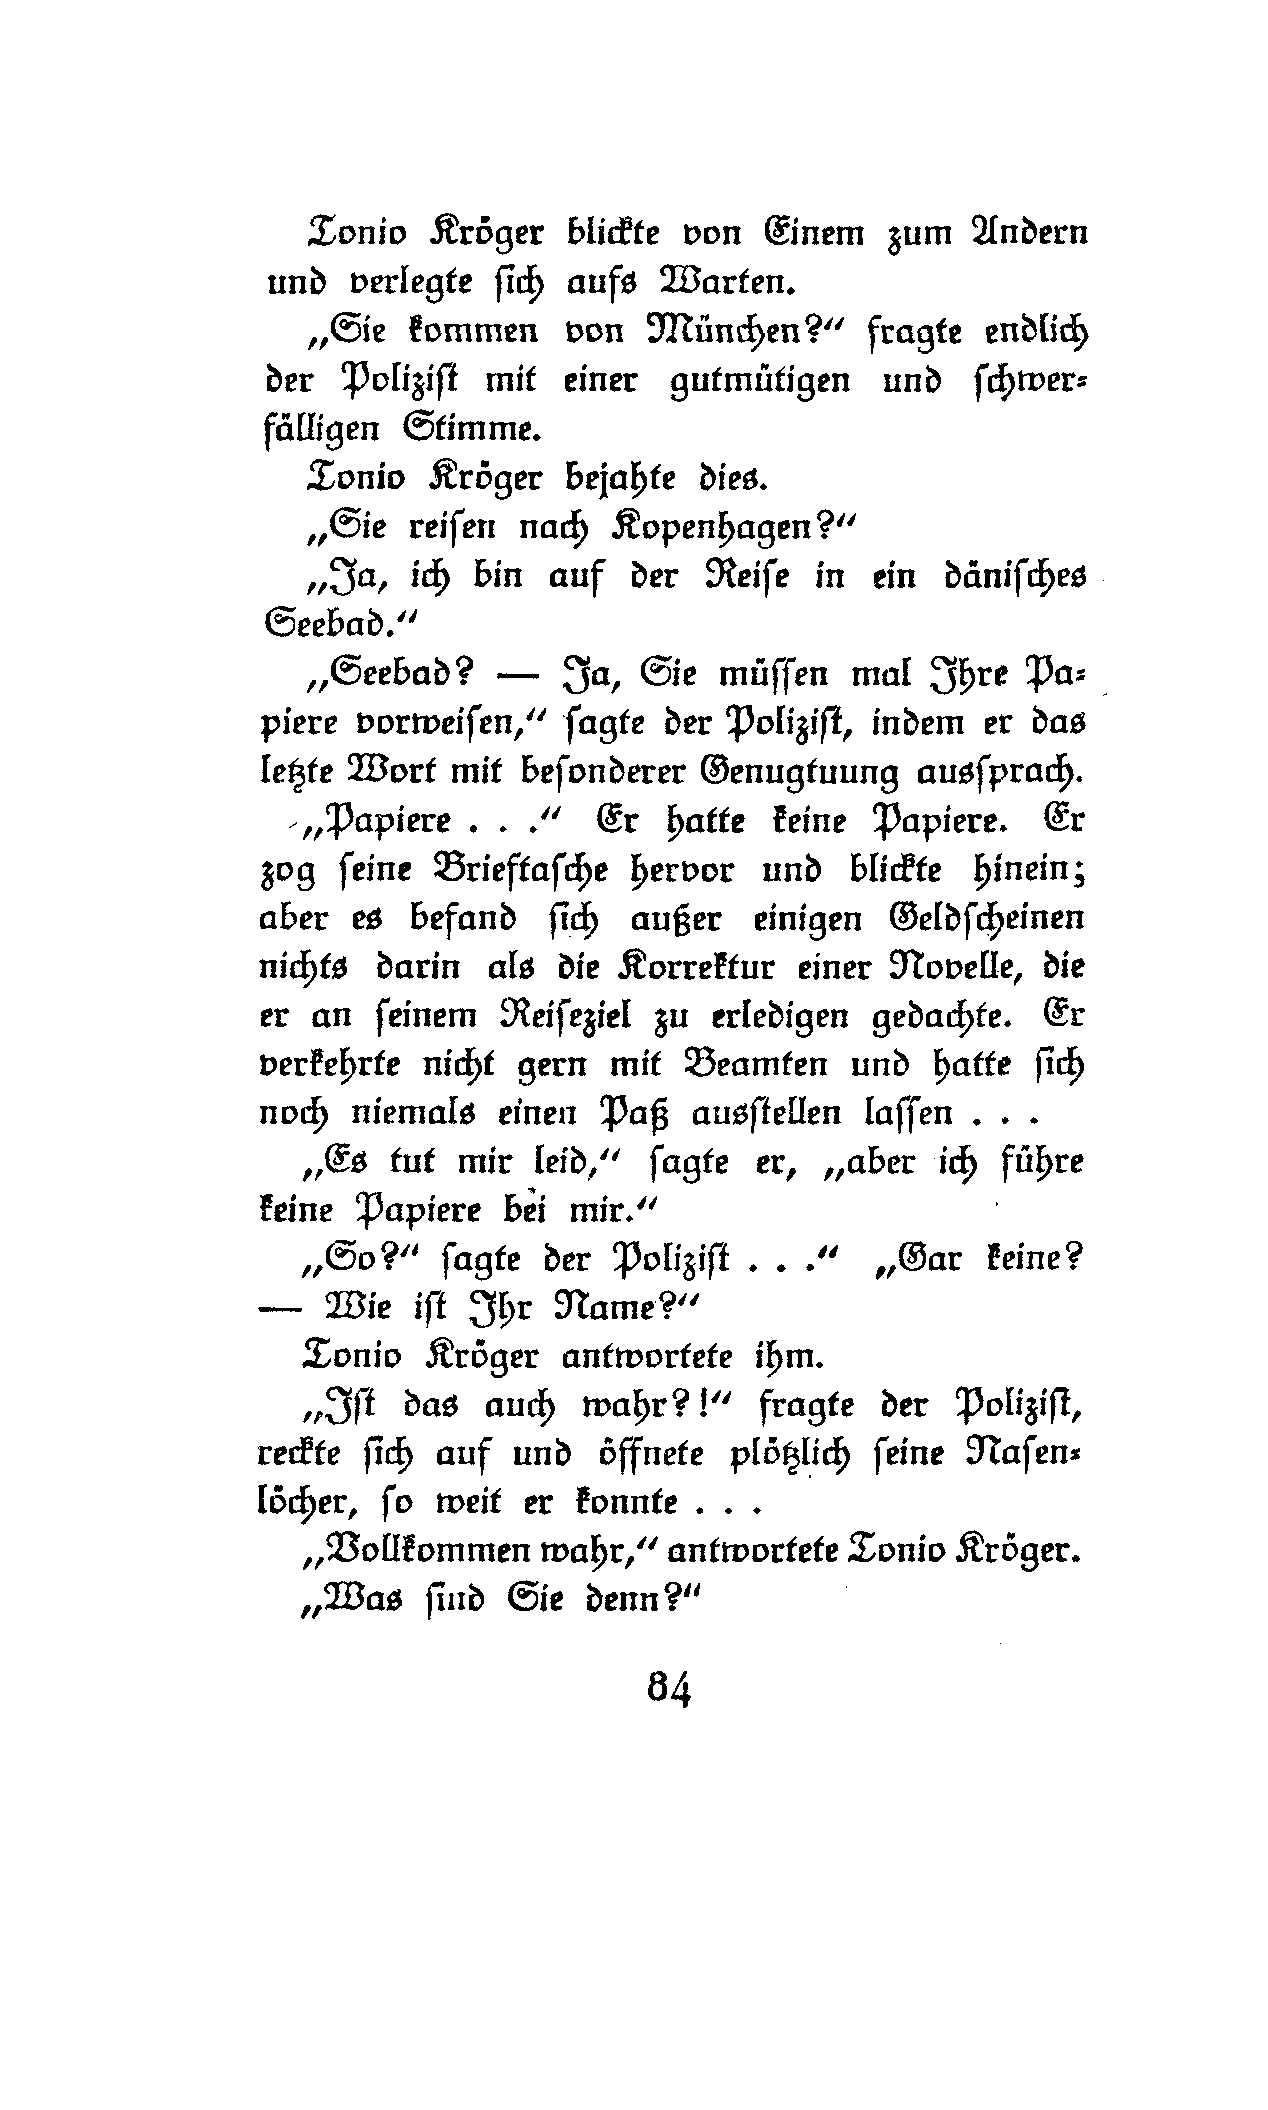 Tonio Kröger blickte von Einem zum Andern
und verlegte sich aufs Warten.
„Sie kommen von München?“ fragte endlich
der Polizist mit einer gutmütigen und schwer-
fälligen Stimme.
Tonio Kröger bejahte dies.
„Sie reisen nach Kopenhagen?“
„Ja, ich bin auf der Reise in ein dänisches
Seebad.“
„Seebad? — Ja, Sie müssen mal Ihre Pa-
piere vorweisen,“ sagte der Polizist, indem er das
letzte Wort mit besonderer Genugtuung aussprach.
„Papiere . . .“ Er hatte keine Papiere. Er
zog seine Brieftasche hervor und blickte hinein;
aber es befand sich außer einigen Geldscheinen
nichts darin als die Korrektur einer Novelle, die
er an seinem Reiseziel zu erledigen gedachte. Er
verkehrte nicht gern mit Beamten und hatte sich
noch niemals einen Paß ausstellen lassen . . .
„Es tut mir leid,“ sagte er, „aber ich führe
keine Papiere bei mir.“
„So?“ sagte der Polizist . . .“ „Gar keine?
— Wie ist Ihr Name?“
Tonio Kröger antwortete ihm.
„Ist das auch wahr?!“ fragte der Polizist,
reckte sich auf und öffnete plötzlich seine Nasen-
löcher, so weit er konnte . . .
„Vollkommen wahr,“ antwortete Tonio Kröger.
„Was sind Sie denn?“
84